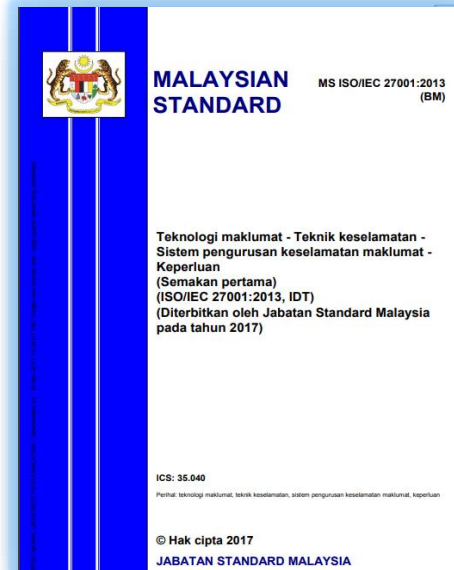 MALAYSIAN
STANDARD
MS ISO/IEC 27001:2013
(BM)
Teknologi maklumat - Teknik keselamatan -
Sistem pengurusan keselamatan maklumat -
Keperluan
(Semakan pertama)
(ISO/IEC 27001:2013, IDT)
(Diterbitkan oleh Jabatan Standard Malaysia
pada tahun 2017)
ICS: 35.040
Perihal: teknologi maklumat, teknik keselamatan, sistem pengurusan keselamatan maklumat, keperluan
© Hak cipta 2017
JABATAN STANDARD MALAYSIA